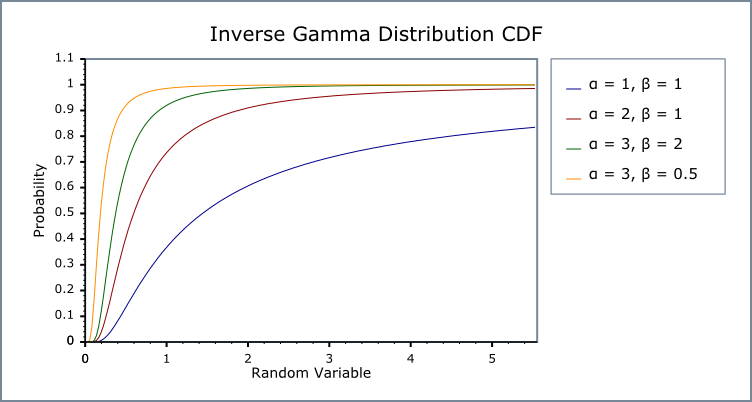 Inverse Gamma Distribution CDF
1.1
1
0.9
0.8
0.7
0.6
0.5
0.4
0.3
0.2
0.1
0
Probability
0 1 2 3 4 5
Random Variable
α = 1, β = 1
α = 2, β = 1
α = 3, β = 2
α = 3, β = 0.5